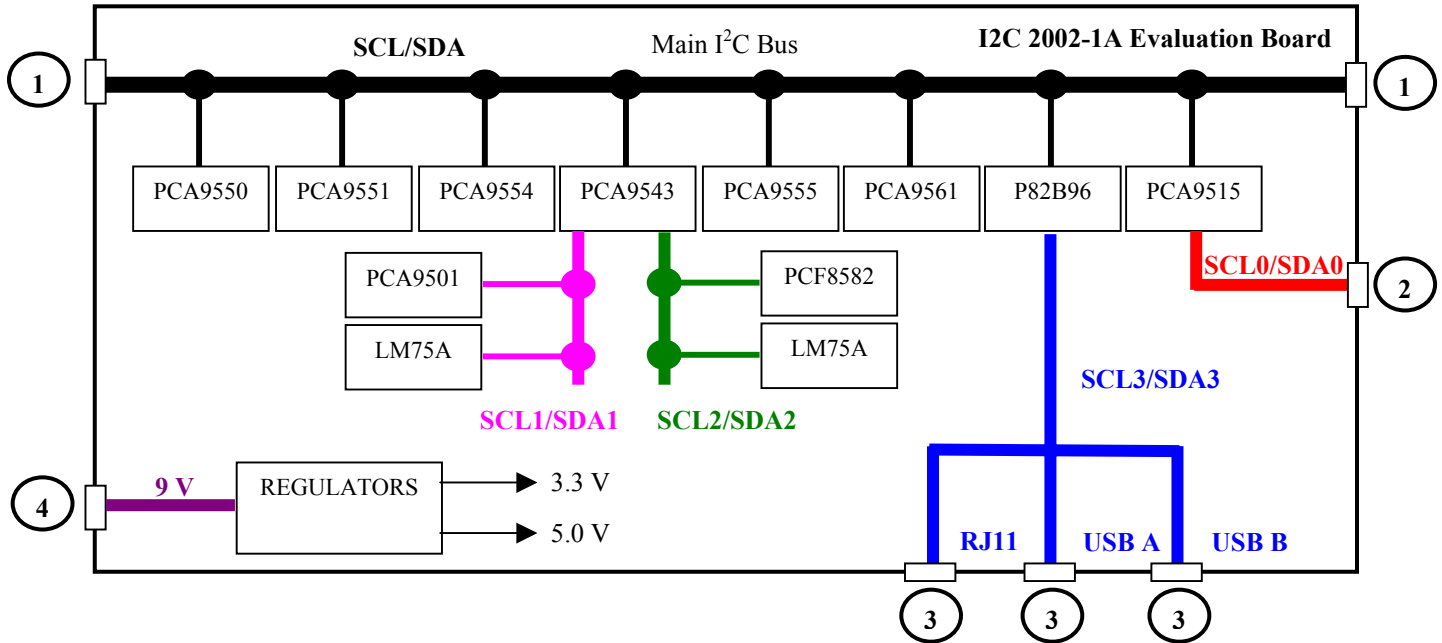 SCL/SDA
Main I²C Bus
I2C 2002-1A Evaluation Board
1
1
PCA9550
PCA9551
PCA9554
PCA9543
PCA9555
PCA9561
P82B96
PCA9515
PCA9501
PCF8582
SCL0/SDA0
2
LM75A
LM75A
SCL3/SDA3
SCL1/SDA1
SCL2/SDA2
4
9 V
REGULATORS
3.3 V
5.0 V
RJ11
USB A
USB B
3
3
3